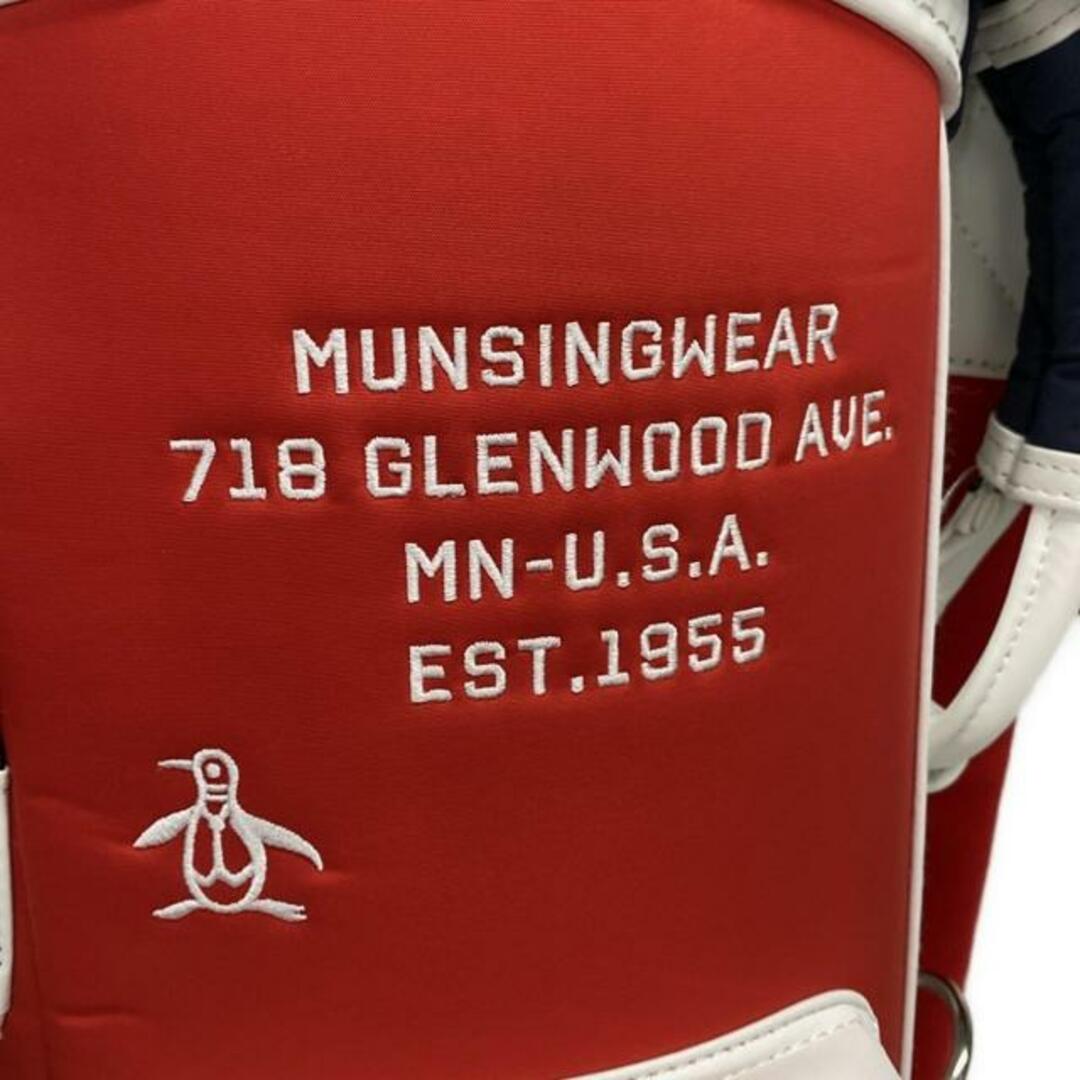 MUNSINGWEAR
718 GLENWOOD AVE.
MN-U.S.A.
EST.1955